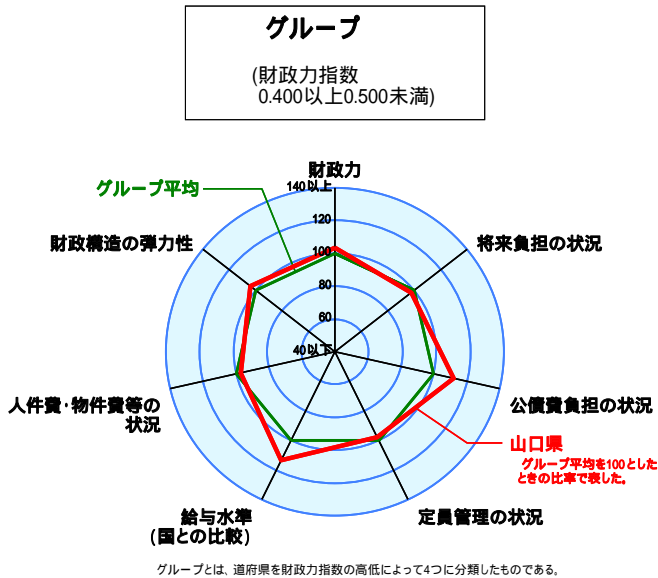 グループ
(財政力指数
0.400以上0.500未満)
財政力
140以上
グループ平均
120
財政構造の弾力性
将来負担の状況
100
80
60
40以下
人件費・物件費等の
状況
公債費負担の状況
山口県
グループ平均を100とした
ときの比率で表した。
給与水準
(国との比較)
定員管理の状況
グループとは、道府県を財政力指数の高低によって4つに分類したものである。